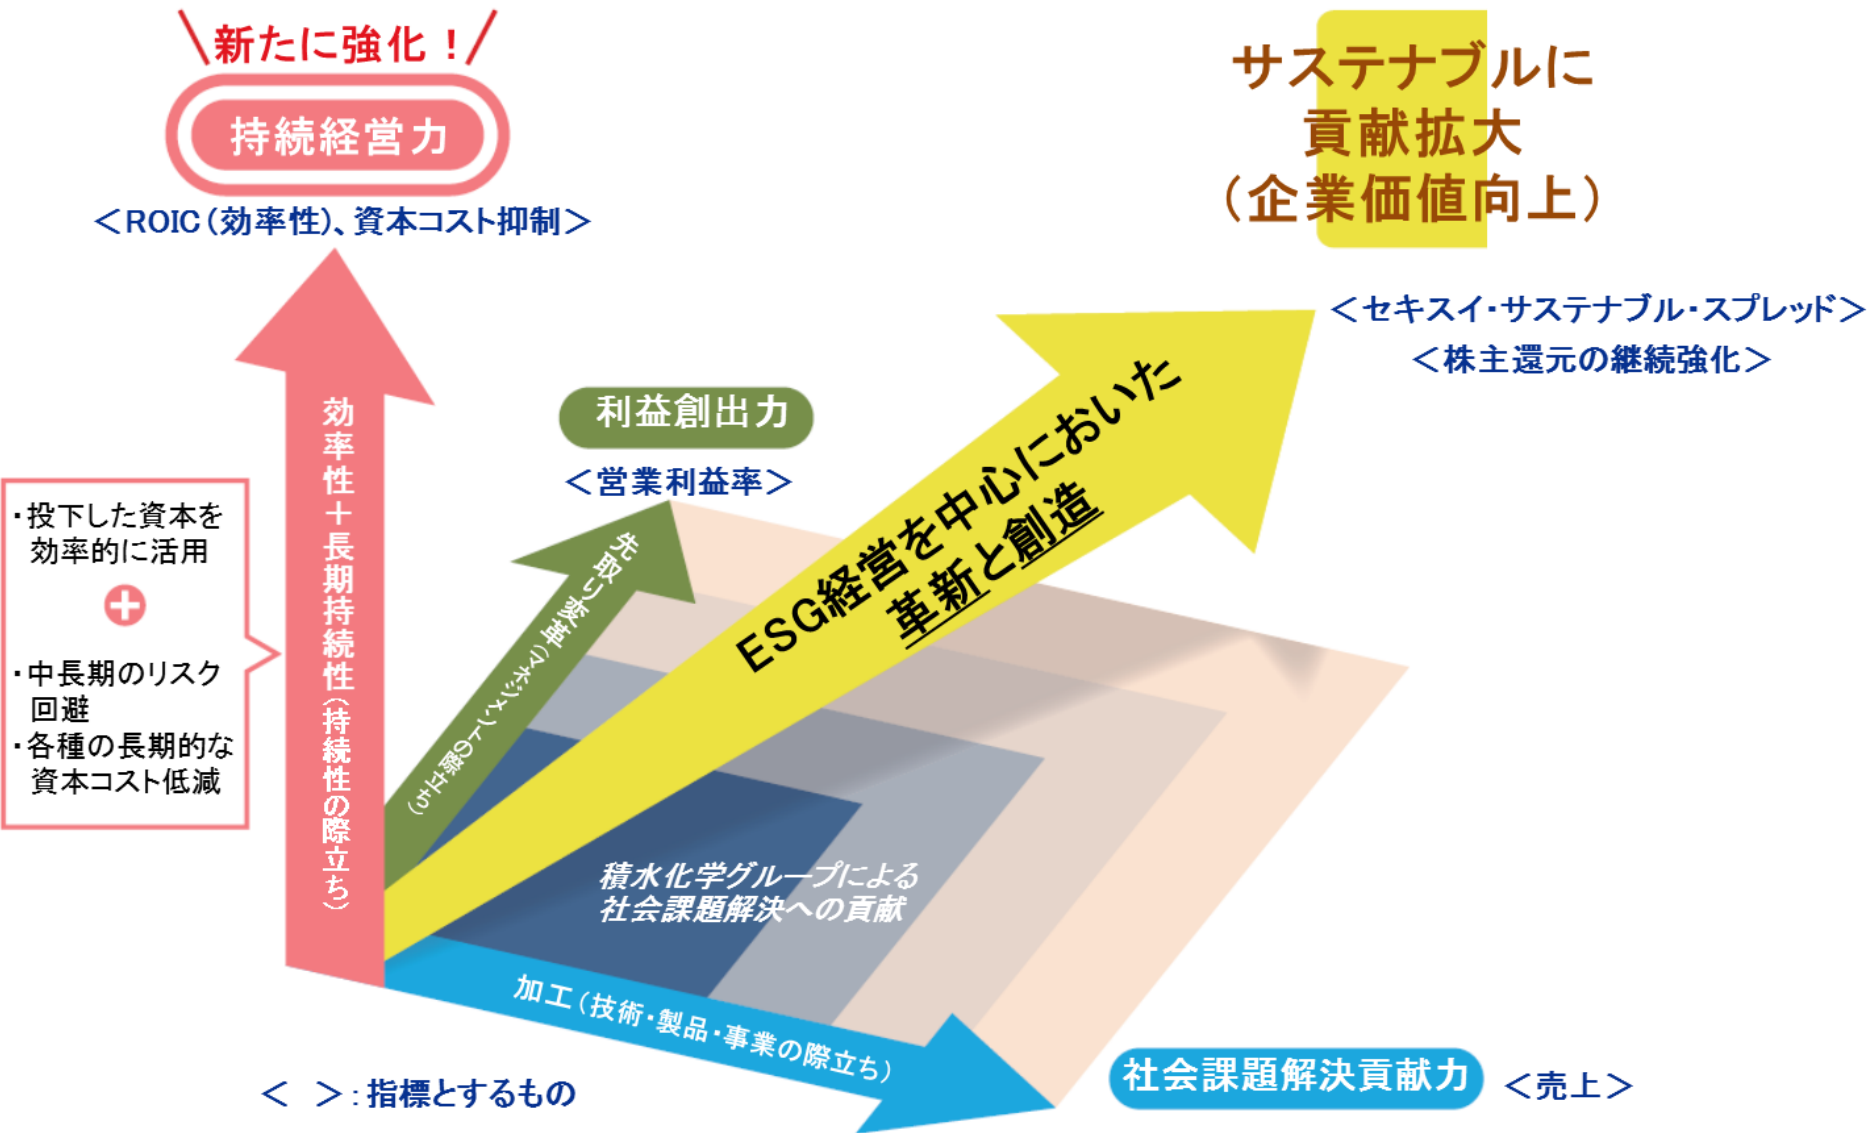 新たに強化！
持続経営力
＜ROIC（効率性）、資本コスト抑制＞
サステナブルに
貢献拡大
（企業価値向上）
＜セキスイ・サステナブル・スプレッド＞
＜株主還元の継続強化＞
利益創出力
＜営業利益率＞
効率性＋長期持続性（持続性の際立ち）
先取り変革（マネジメントの際立ち）
ESG経営を中心においた
革新と創造
・投下した資本を
効率的に活用
＋
・中長期のリスク
回避
・各種の長期的な
資本コスト低減
積水化学グループによる
社会課題解決への貢献
加工（技術・製品・事業の際立ち）
社会課題解決貢献力
＜売上＞
＜　＞：指標とするもの